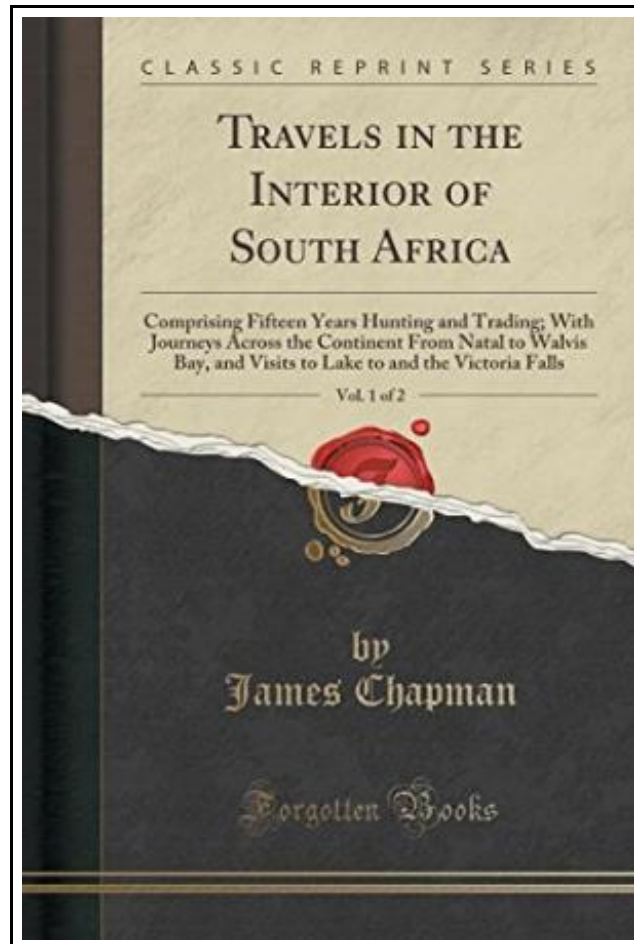 CLASSIC REPRINT SERIES
TRAVELS IN THE
INTERIOR OF
SOUTH AFRICA
Comprising Fifteen Years Hunting and Trading; With
Journeys Across the Continent From Natal to Walvis
Bay, and Visits to Lake to and the Victoria Falls
Vol. 1 of 2
by
James Chapman
Forgotten Books